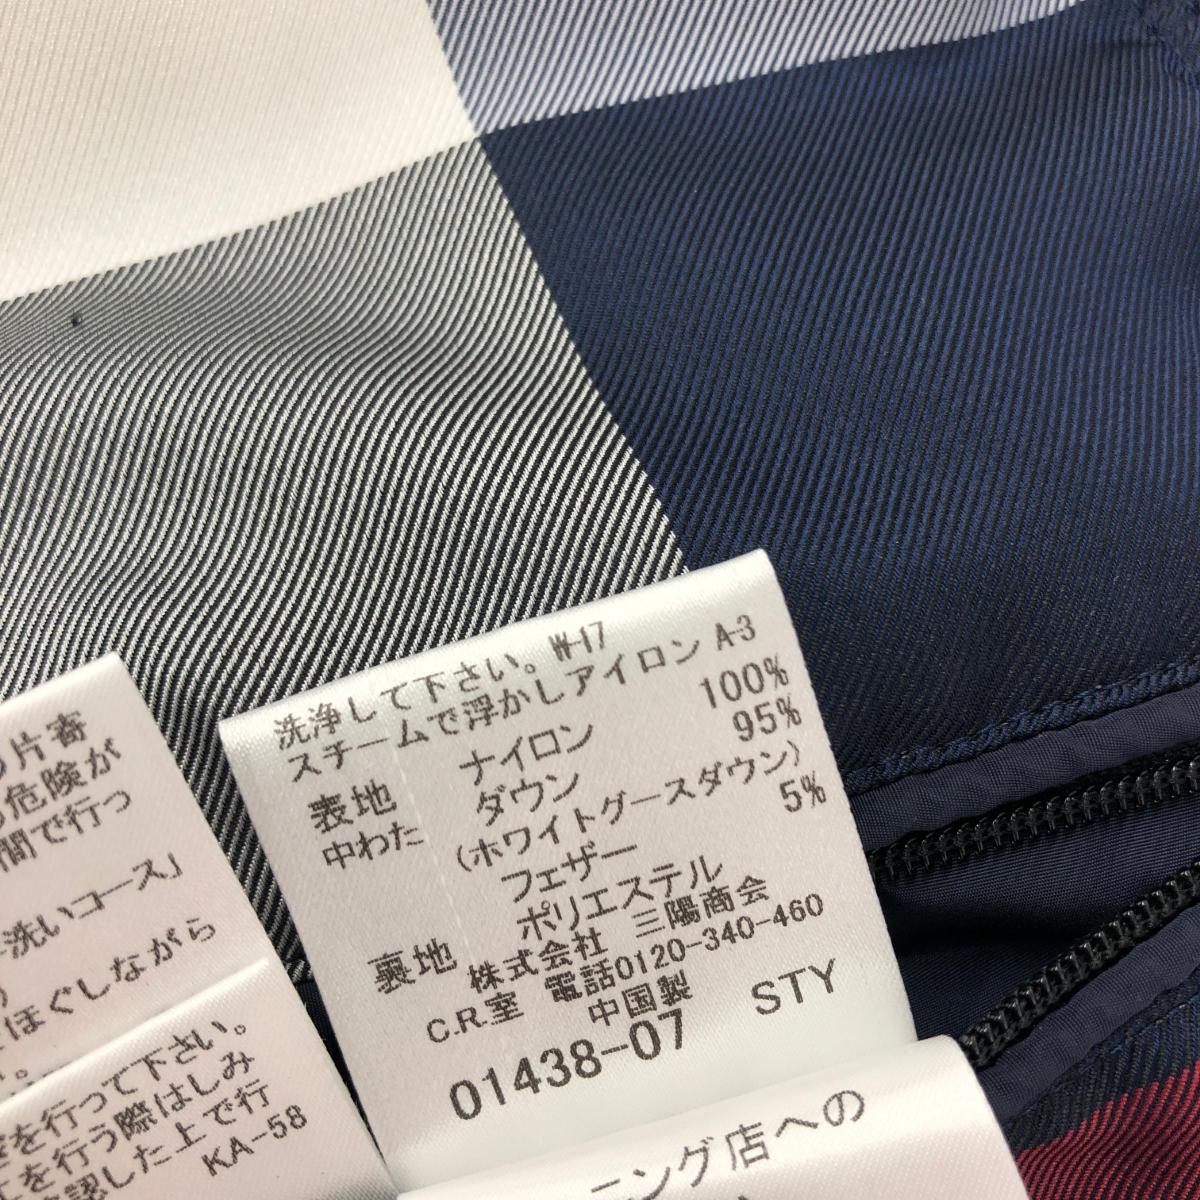 洗浄して下さい。W-17
スチームで浮かしアイロン A-3
表地 ナイロン 100%
中わた ダウン 95%
(ホワイトグースダウン)
フェザー 5%
裏地 ポリエステル
株式会社 三陽商会
C.R.室 電話0120-340-460
中国製
01438-07 STY
片寄
危険が
間で行っ
洗いコース」
ほぐしながら
を行って下さい。
を行う際はしみ
確認した上で行
KA-58
ニング店への